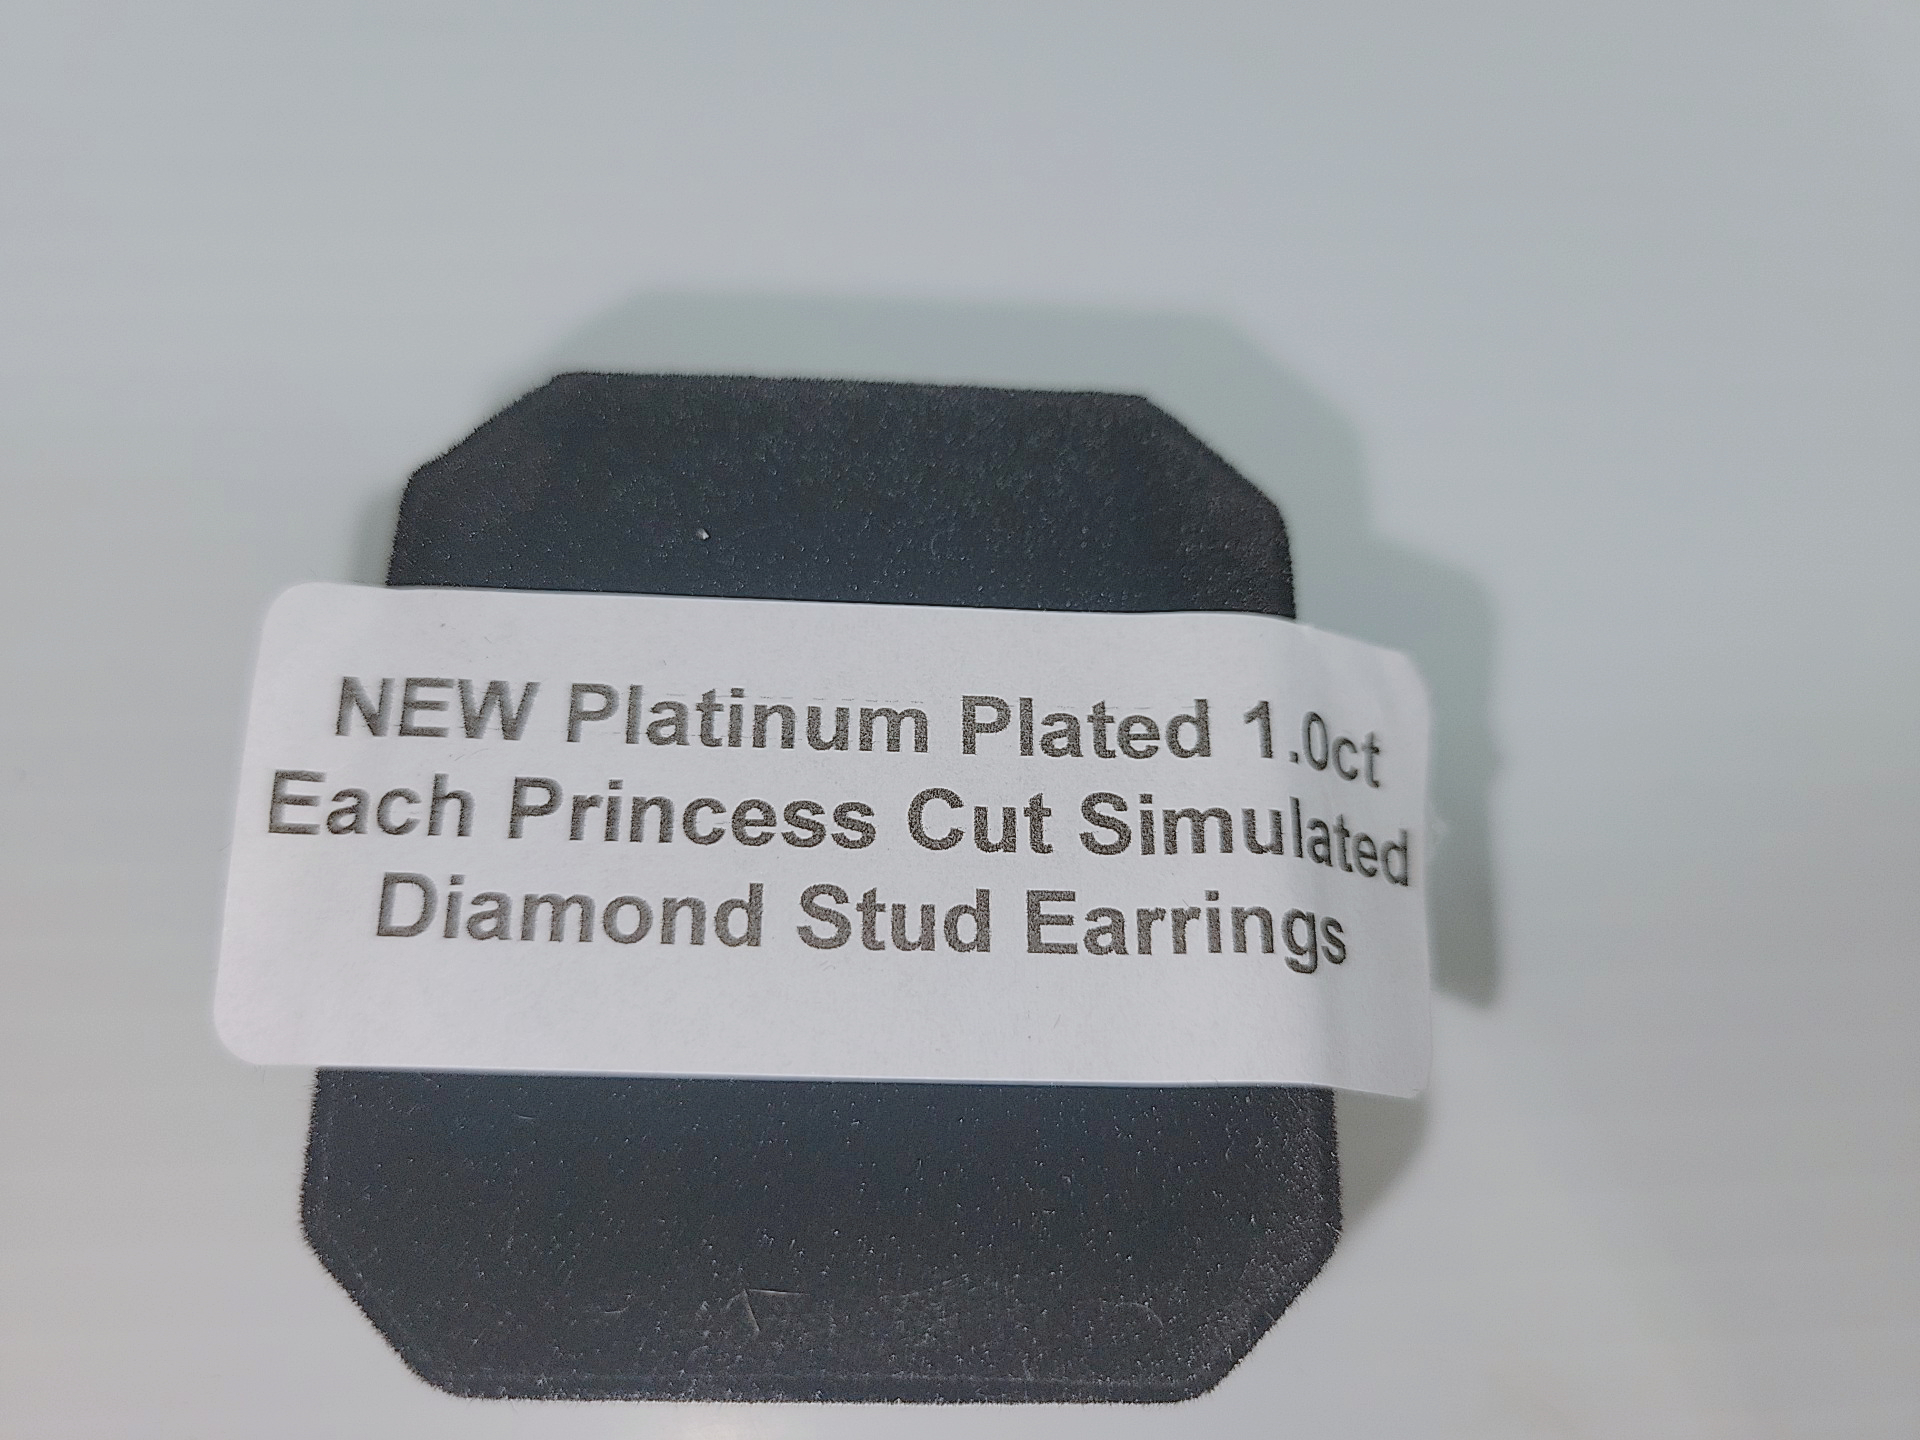 NEW Platinum Plated 1.0ct
Each Princess Cut Simulated
Diamond Stud Earrings